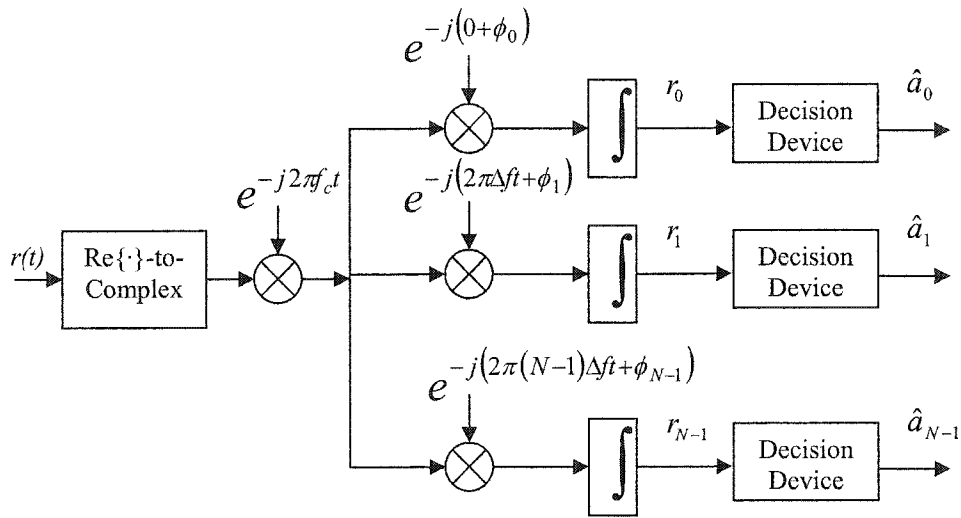 e^{-j(0+ϕ_0)}
∫
r_0
Decision
Device
â_0
e^{-j2πf_ct}
e^{-j(2πΔft+ϕ_1)}
r(t)
Re{·}-to-
Complex
∫
r_1
Decision
Device
â_1
e^{-j(2π(N-1)Δft+ϕ_{N-1})}
∫
r_{N-1}
Decision
Device
â_{N-1}